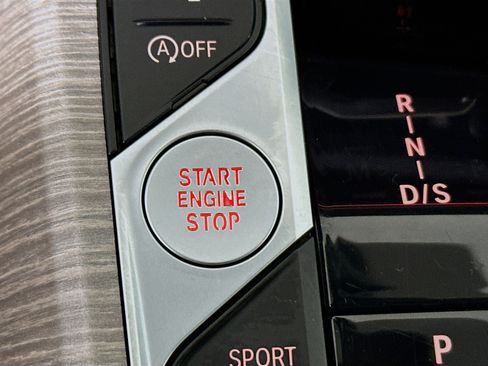 Ⓐ OFF
START
ENGINE
STOP
SPORT
R
I
N
I
D/S
P